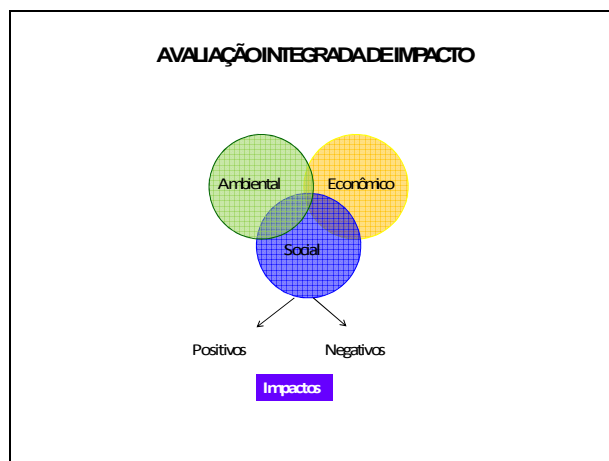 AVALIAÇÃO INTEGRADA DE IMPACTO
Ambiental Econômico
Social
Positivos Negativos
Impactos